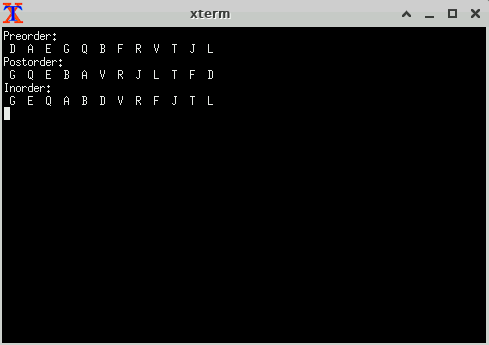 xterm
Preorder:
D A E G Q B F R V T J L
Postorder:
G Q E B A V R J L T F D
Inorder:
G E Q A B D V R F J T L